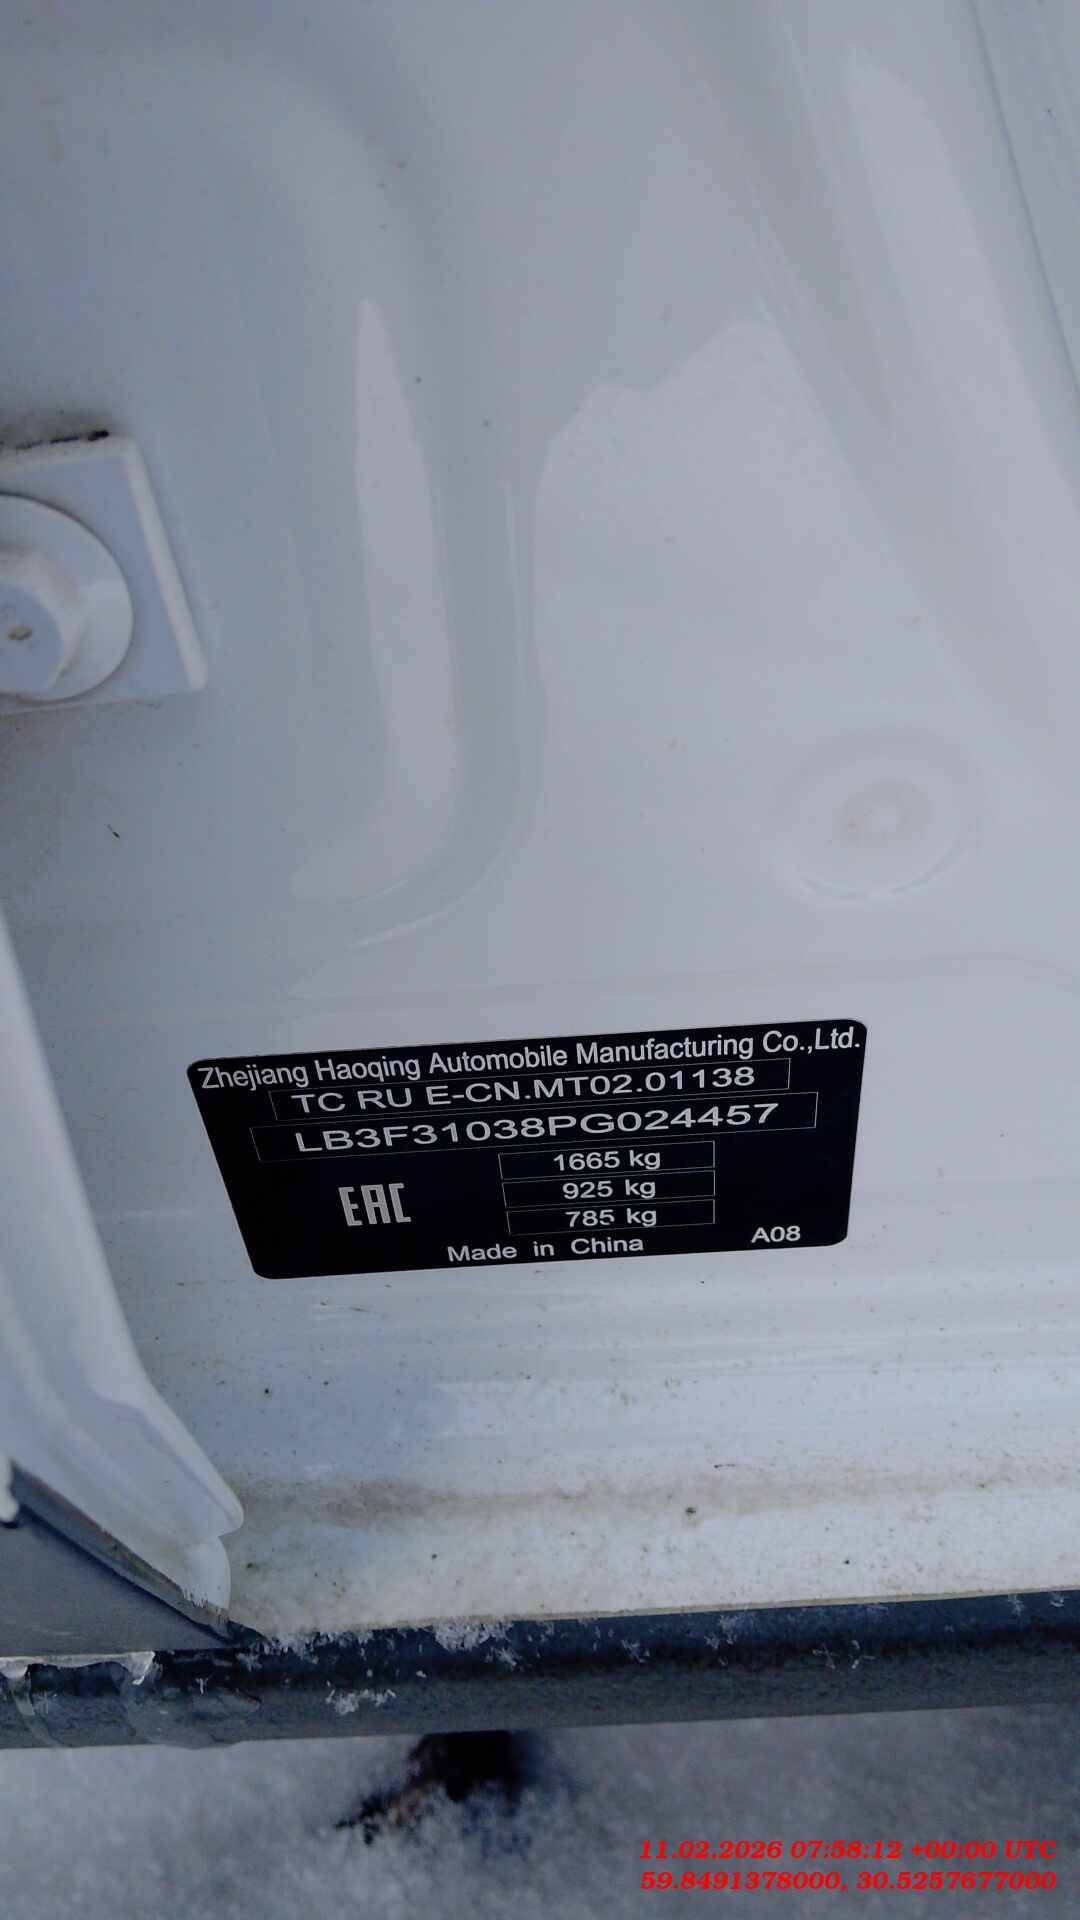 Zhejiang Haoqing Automobile Manufacturing Co.,Ltd.
TC RU E-CN.MT02.01138
LB3F31038PG024457
1665 kg
925 kg
785 kg
EAC
Made in China
A08
11.02.2026 07:58:12 +00:00 UTC
59.8491378000, 30.5257677000